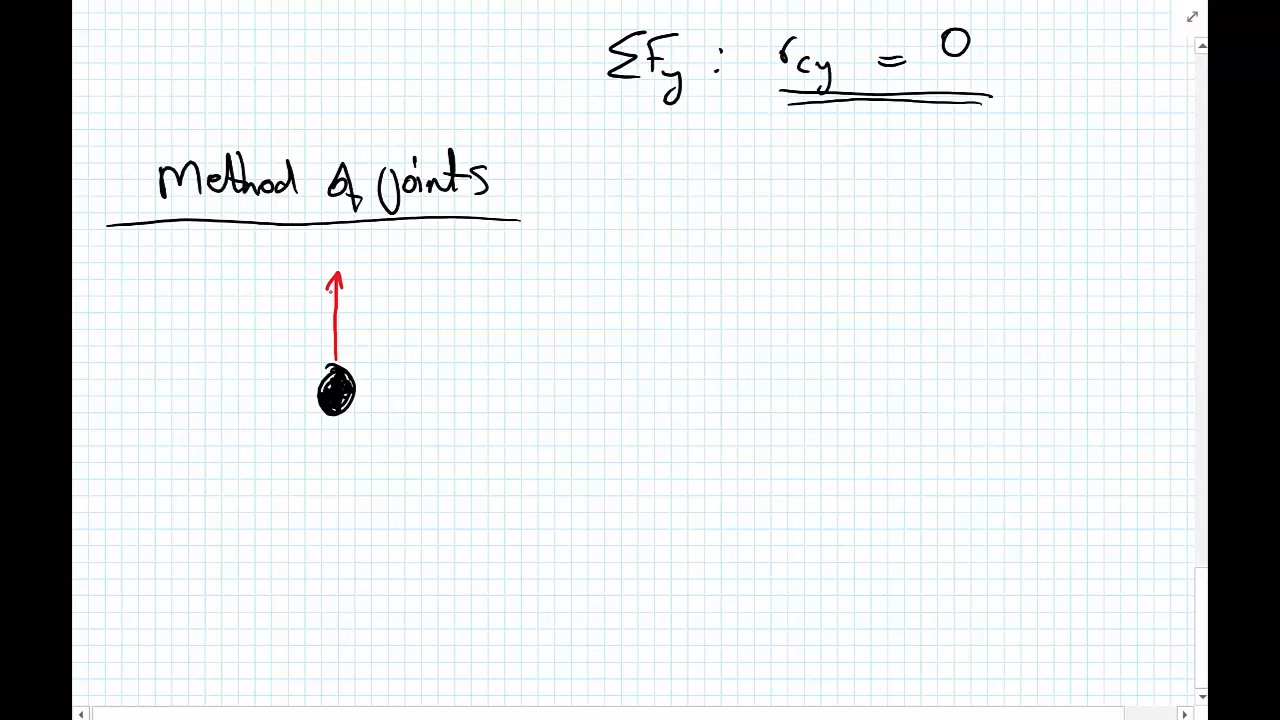 ΣFy : rcy = 0
Method of joints